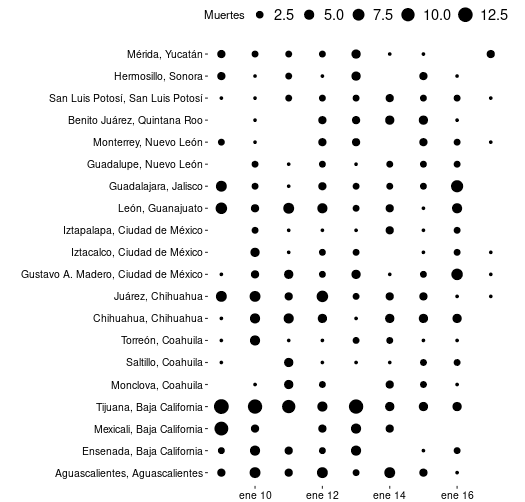 Muertes 2.5 5.0 7.5 10.0 12.5
Mérida, Yucatán
Hermosillo, Sonora
San Luis Potosí, San Luis Potosí
Benito Juárez, Quintana Roo
Monterrey, Nuevo León
Guadalupe, Nuevo León
Guadalajara, Jalisco
León, Guanajuato
Iztapalapa, Ciudad de México
Iztacalco, Ciudad de México
Gustavo A. Madero, Ciudad de México
Juárez, Chihuahua
Chihuahua, Chihuahua
Torreón, Coahuila
Saltillo, Coahuila
Monclova, Coahuila
Tijuana, Baja California
Mexicali, Baja California
Ensenada, Baja California
Aguascalientes, Aguascalientes
ene 10 ene 12 ene 14 ene 16